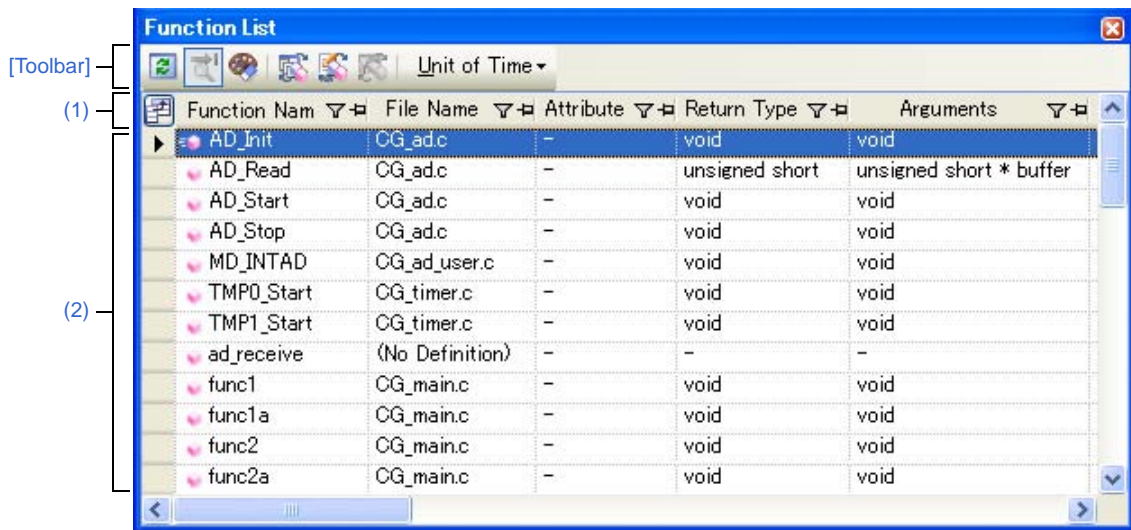 Function List
[Toolbar]
Unit of Time
(1)
Function Nam File Name Attribute Return Type Arguments
AD_Init CG_ad.c - void void
AD_Read CG_ad.c - unsigned short unsigned short * buffer
AD_Start CG_ad.c - void void
AD_Stop CG_ad.c - void void
MD_INTAD CG_ad_user.c - void void
(2)
TMP0_Start CG_timer.c - void void
TMP1_Start CG_timer.c - void void
ad_receive (No Definition) - - -
func1 CG_main.c - void void
func1a CG_main.c - void void
func2 CG_main.c - void void
func2a CG_main.c - void void